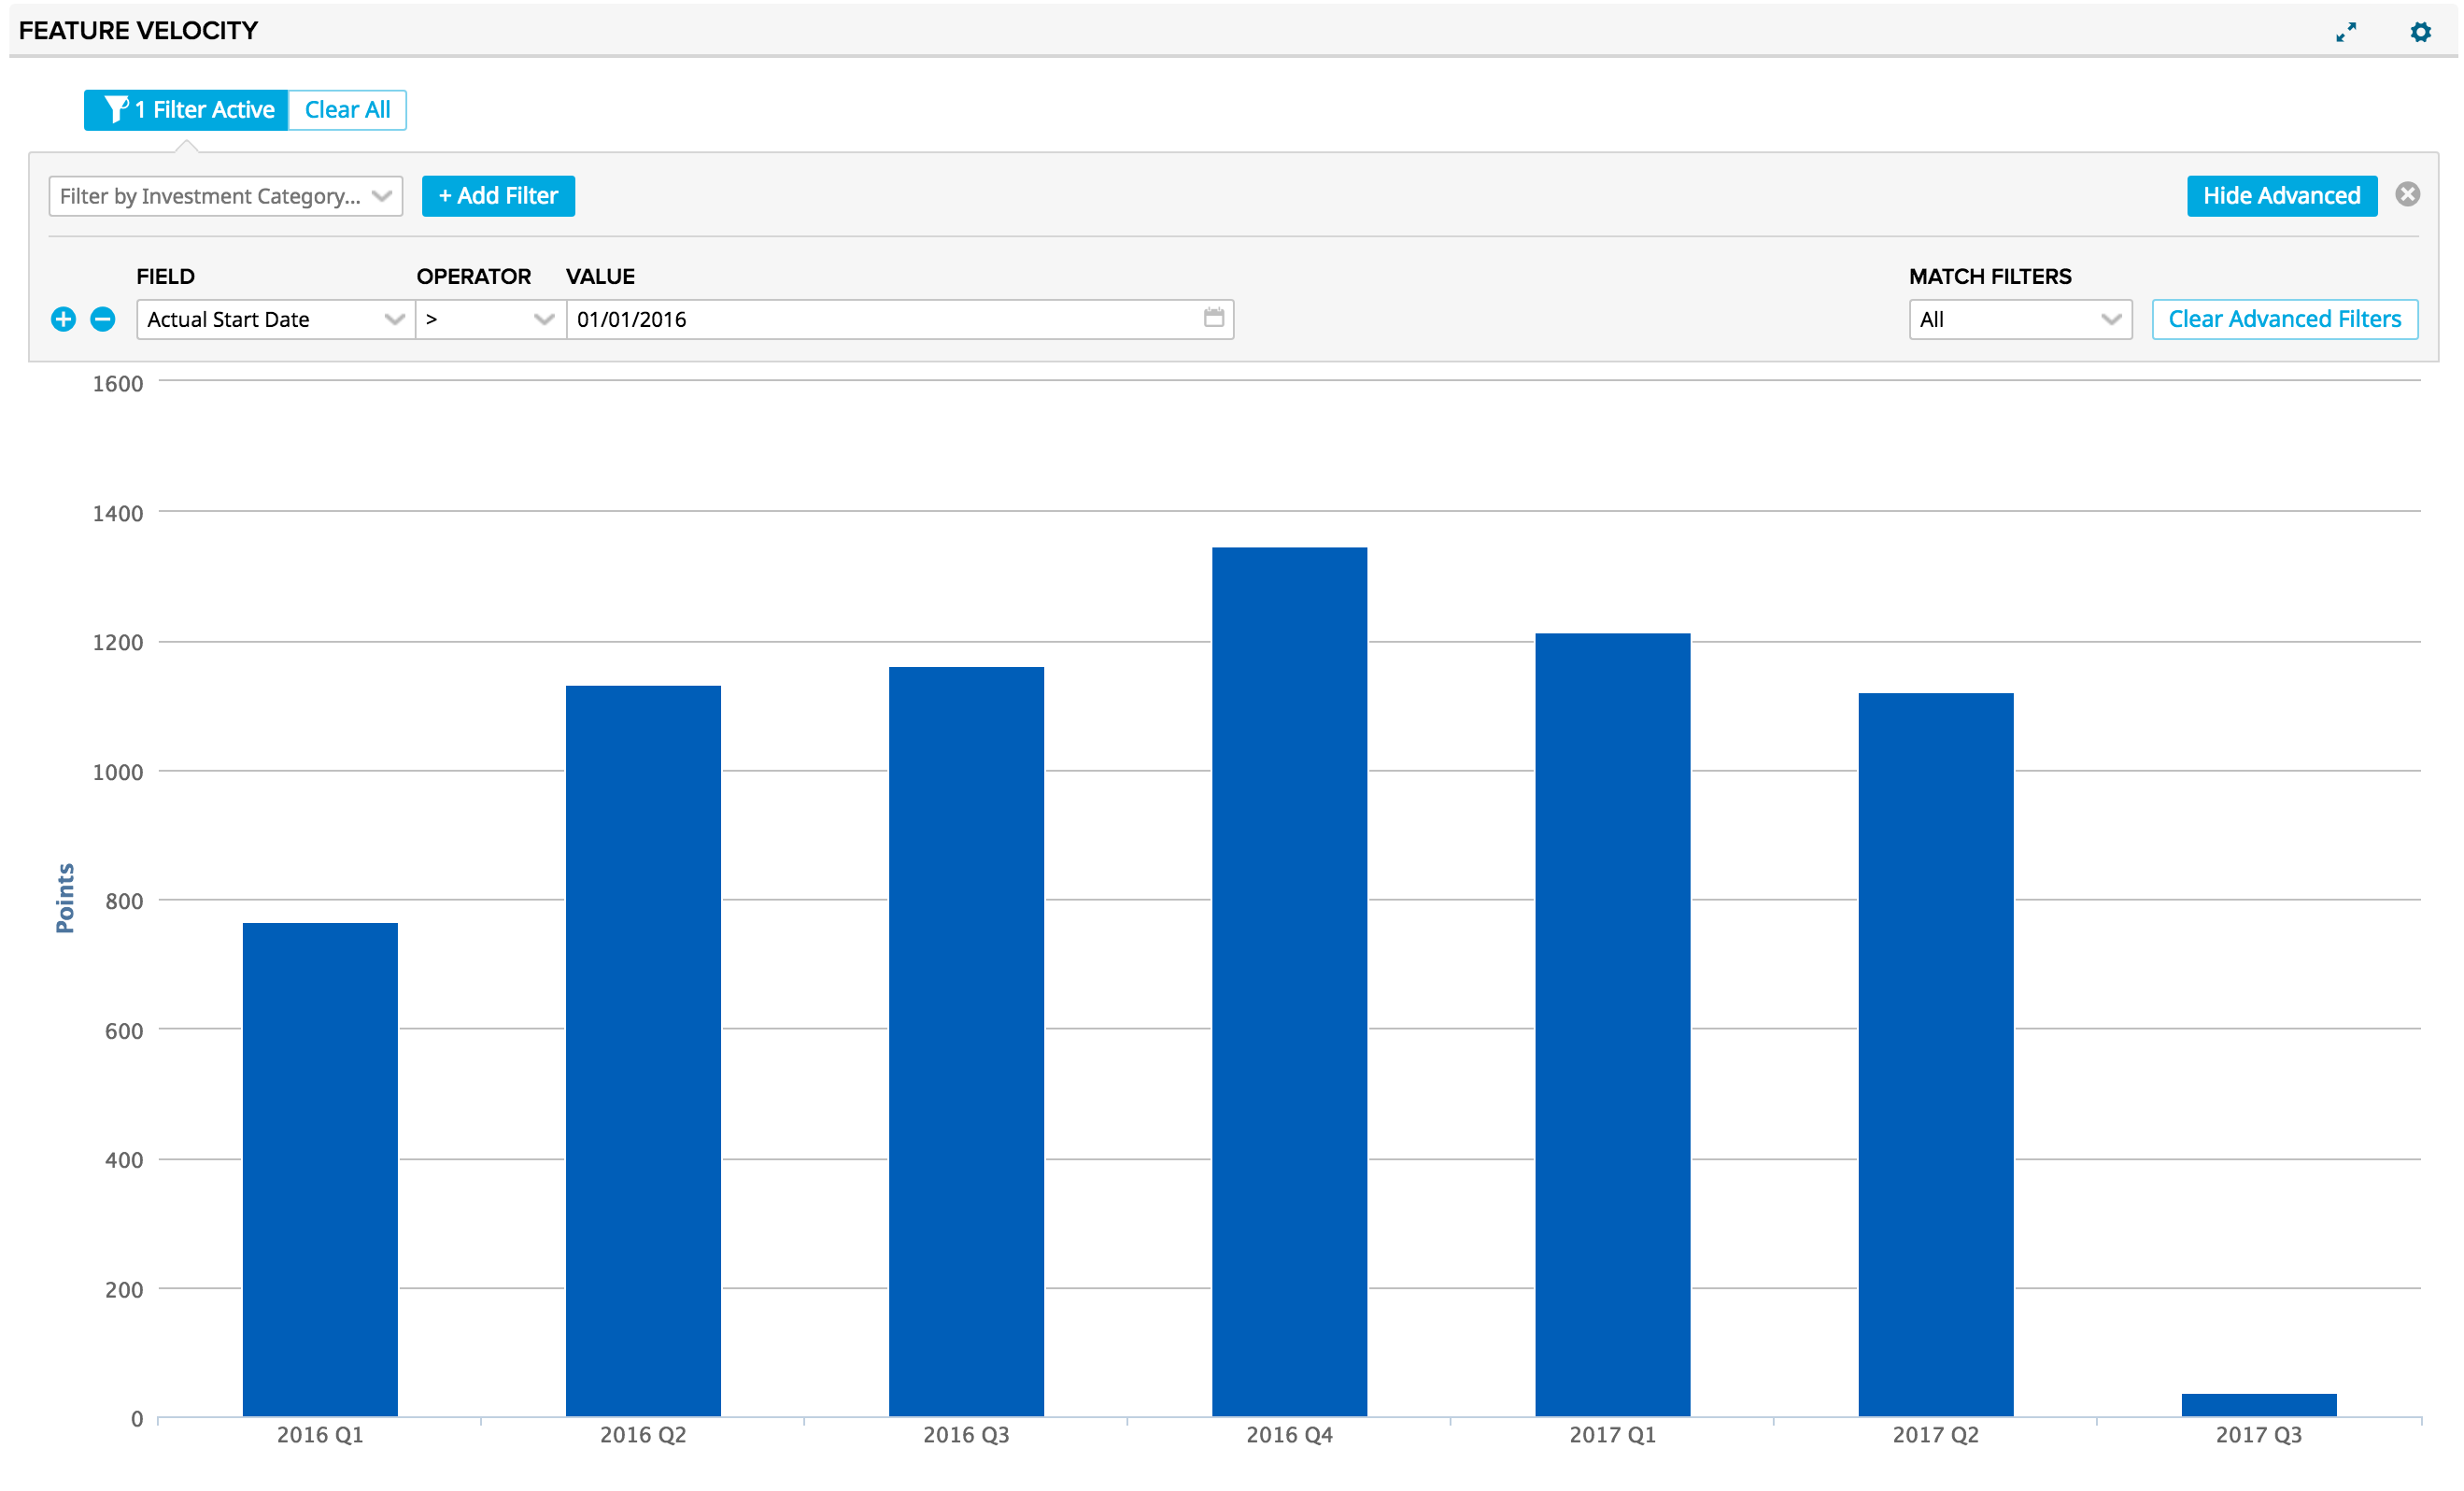 FEATURE VELOCITY
1 Filter Active Clear All
Filter by Investment Category... + Add Filter Hide Advanced
FIELD OPERATOR VALUE MATCH FILTERS
Actual Start Date > 01/01/2016 All Clear Advanced Filters
1600
1400
1200
1000
800
600
400
200
0
Points
2016 Q1 2016 Q2 2016 Q3 2016 Q4 2017 Q1 2017 Q2 2017 Q3